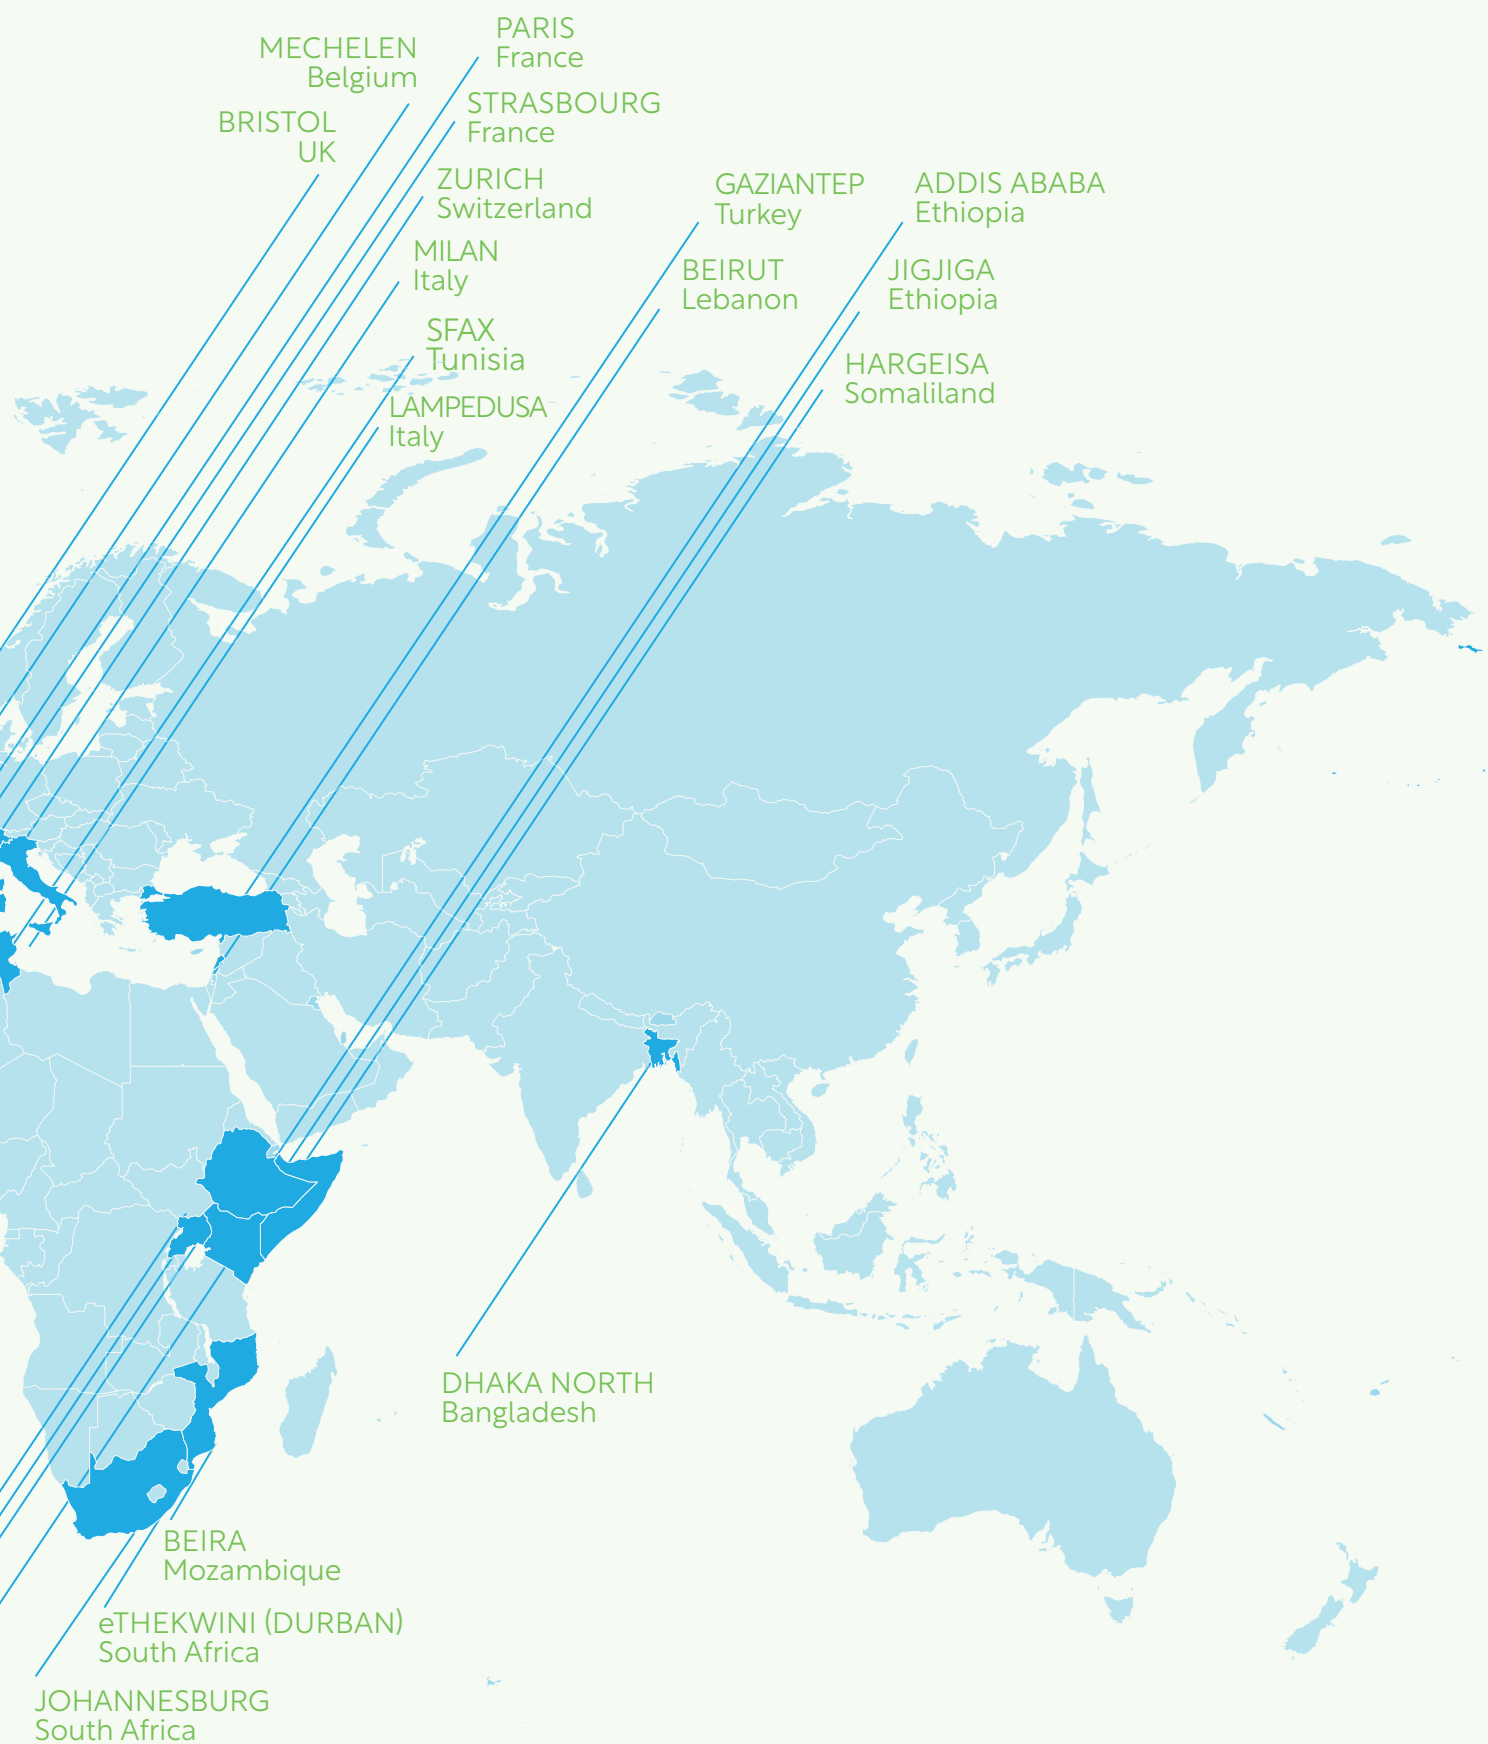 PARIS
France
MECHELEN
Belgium
STRASBOURG
France
BRISTOL
UK
ZURICH
Switzerland
GAZIANTEP
Turkey
ADDIS ABABA
Ethiopia
MILAN
Italy
BEIRUT
Lebanon
JIGJIGA
Ethiopia
SFAX
Tunisia
HARGEISA
Somaliland
LAMPEDUSA
Italy
DHAKA NORTH
Bangladesh
BEIRA
Mozambique
eTHEKWINI (DURBAN)
South Africa
JOHANNESBURG
South Africa